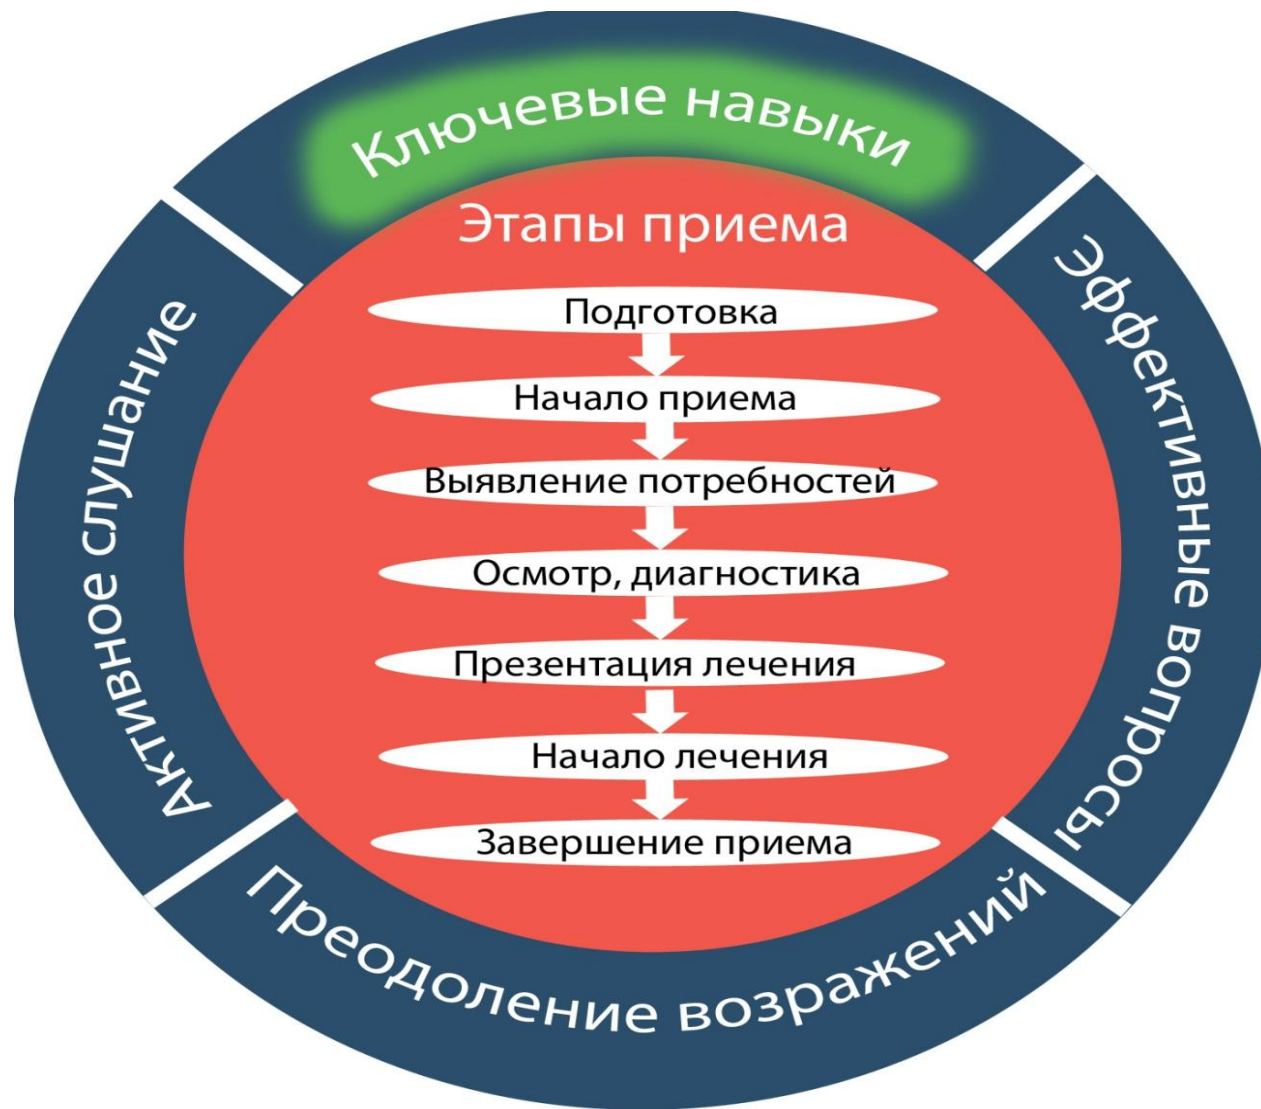 Ключевые навыки
Этапы приема
Подготовка
Начало приема
Выявление потребностей
Осмотр, диагностика
Презентация лечения
Начало лечения
Завершение приема
Активное слушание
Эффективные вопросы
Преодоление возражений